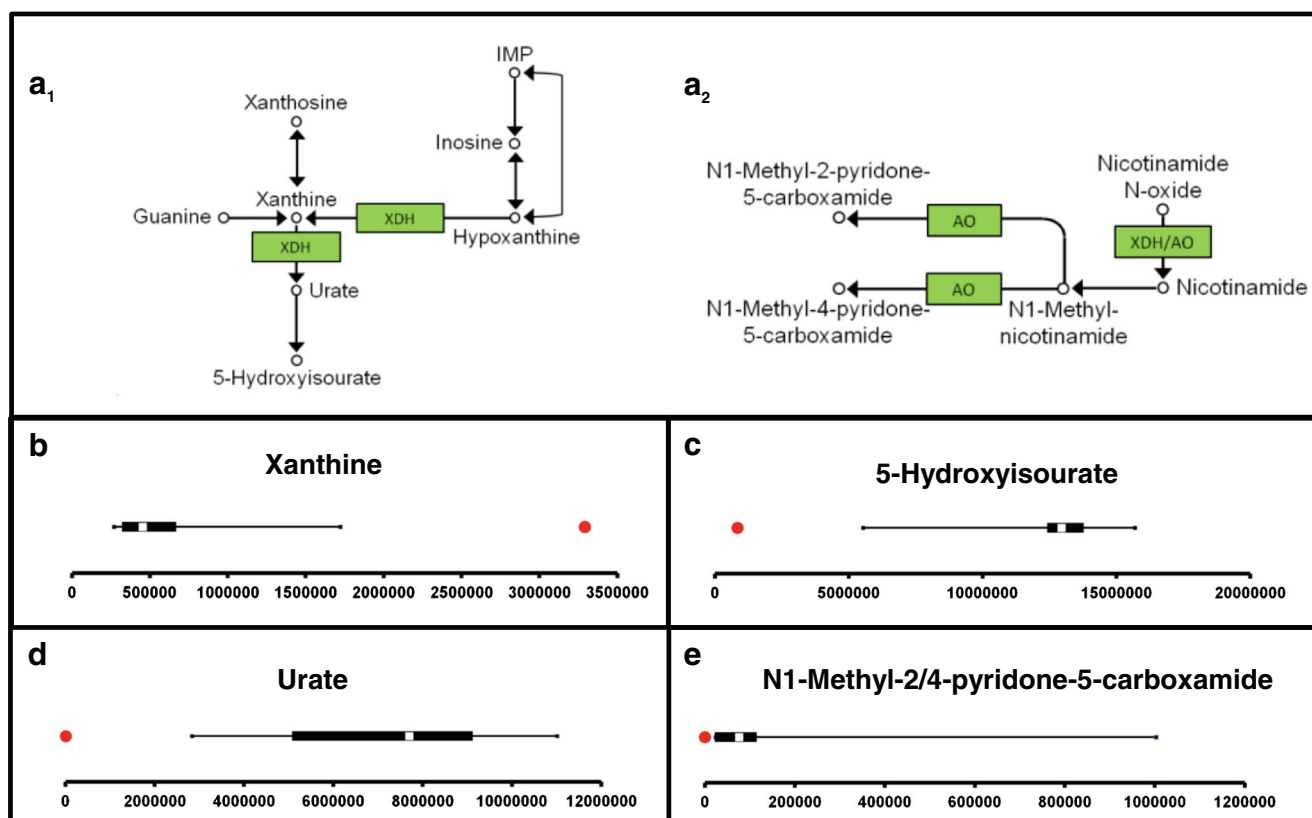 a1
IMP
Xanthosine
Inosine
Xanthine
Guanine
XDH
Hypoxanthine
XDH
Urate
5-Hydroxyisourate
a2
N1-Methyl-2-pyridone-
5-carboxamide
Nicotinamide
N-oxide
AO
XDH/AO
AO
Nicotinamide
N1-Methyl-4-pyridone-
5-carboxamide
N1-Methyl-
nicotinamide
b
Xanthine
0 500000 1000000 1500000 2000000 2500000 3000000 3500000
c
5-Hydroxyisourate
0 5000000 10000000 15000000 20000000
d
Urate
0 2000000 4000000 6000000 8000000 10000000 12000000
e
N1-Methyl-2/4-pyridone-5-carboxamide
0 200000 400000 600000 800000 1000000 1200000